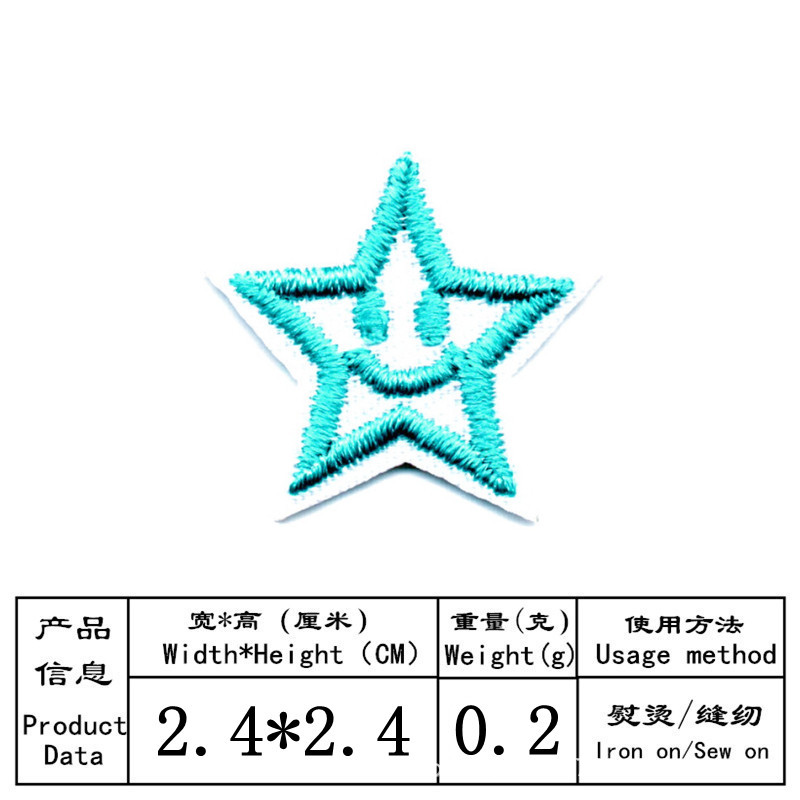 产品
信息
Product
Data
宽*高 (厘米)
Width*Height (CM)
重量(克)
Weight(g)
使用方法
Usage method
2.4*2.4
0.2
熨烫/缝纫
Iron on/Sew on